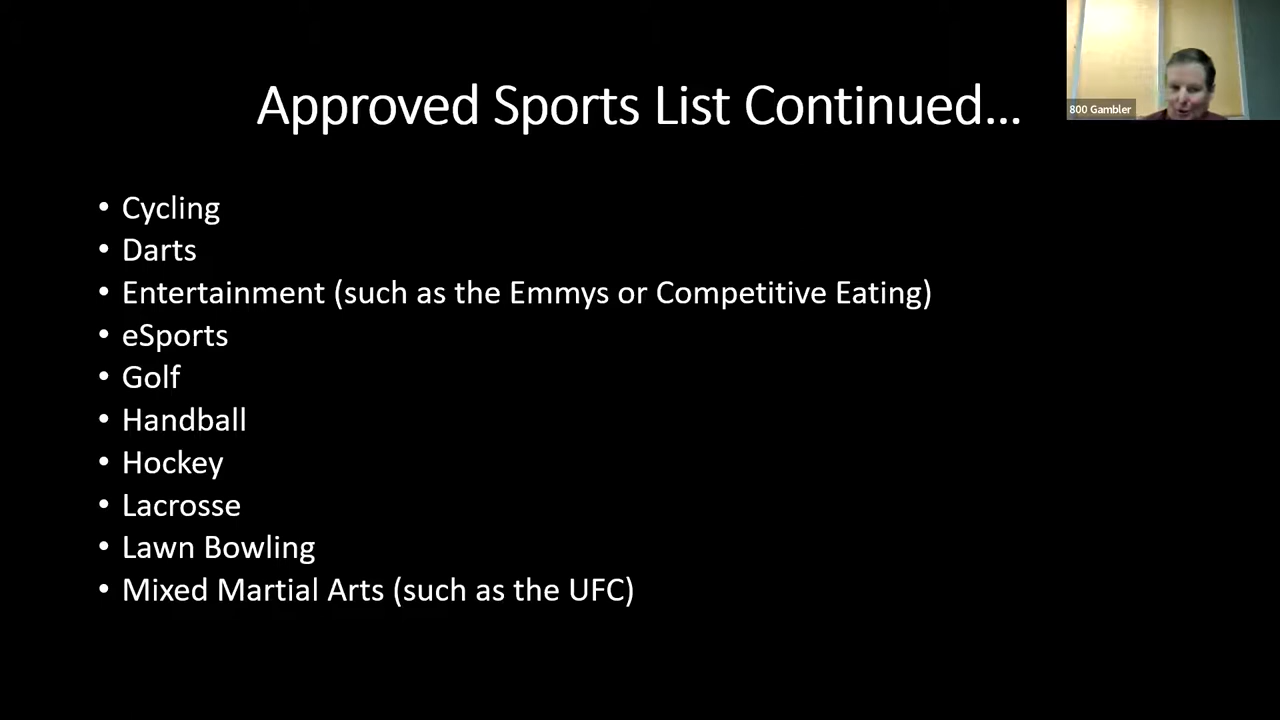 Approved Sports List Continued...
800 Gambler
• Cycling
• Darts
• Entertainment (such as the Emmys or Competitive Eating)
• eSports
• Golf
• Handball
• Hockey
• Lacrosse
• Lawn Bowling
• Mixed Martial Arts (such as the UFC)